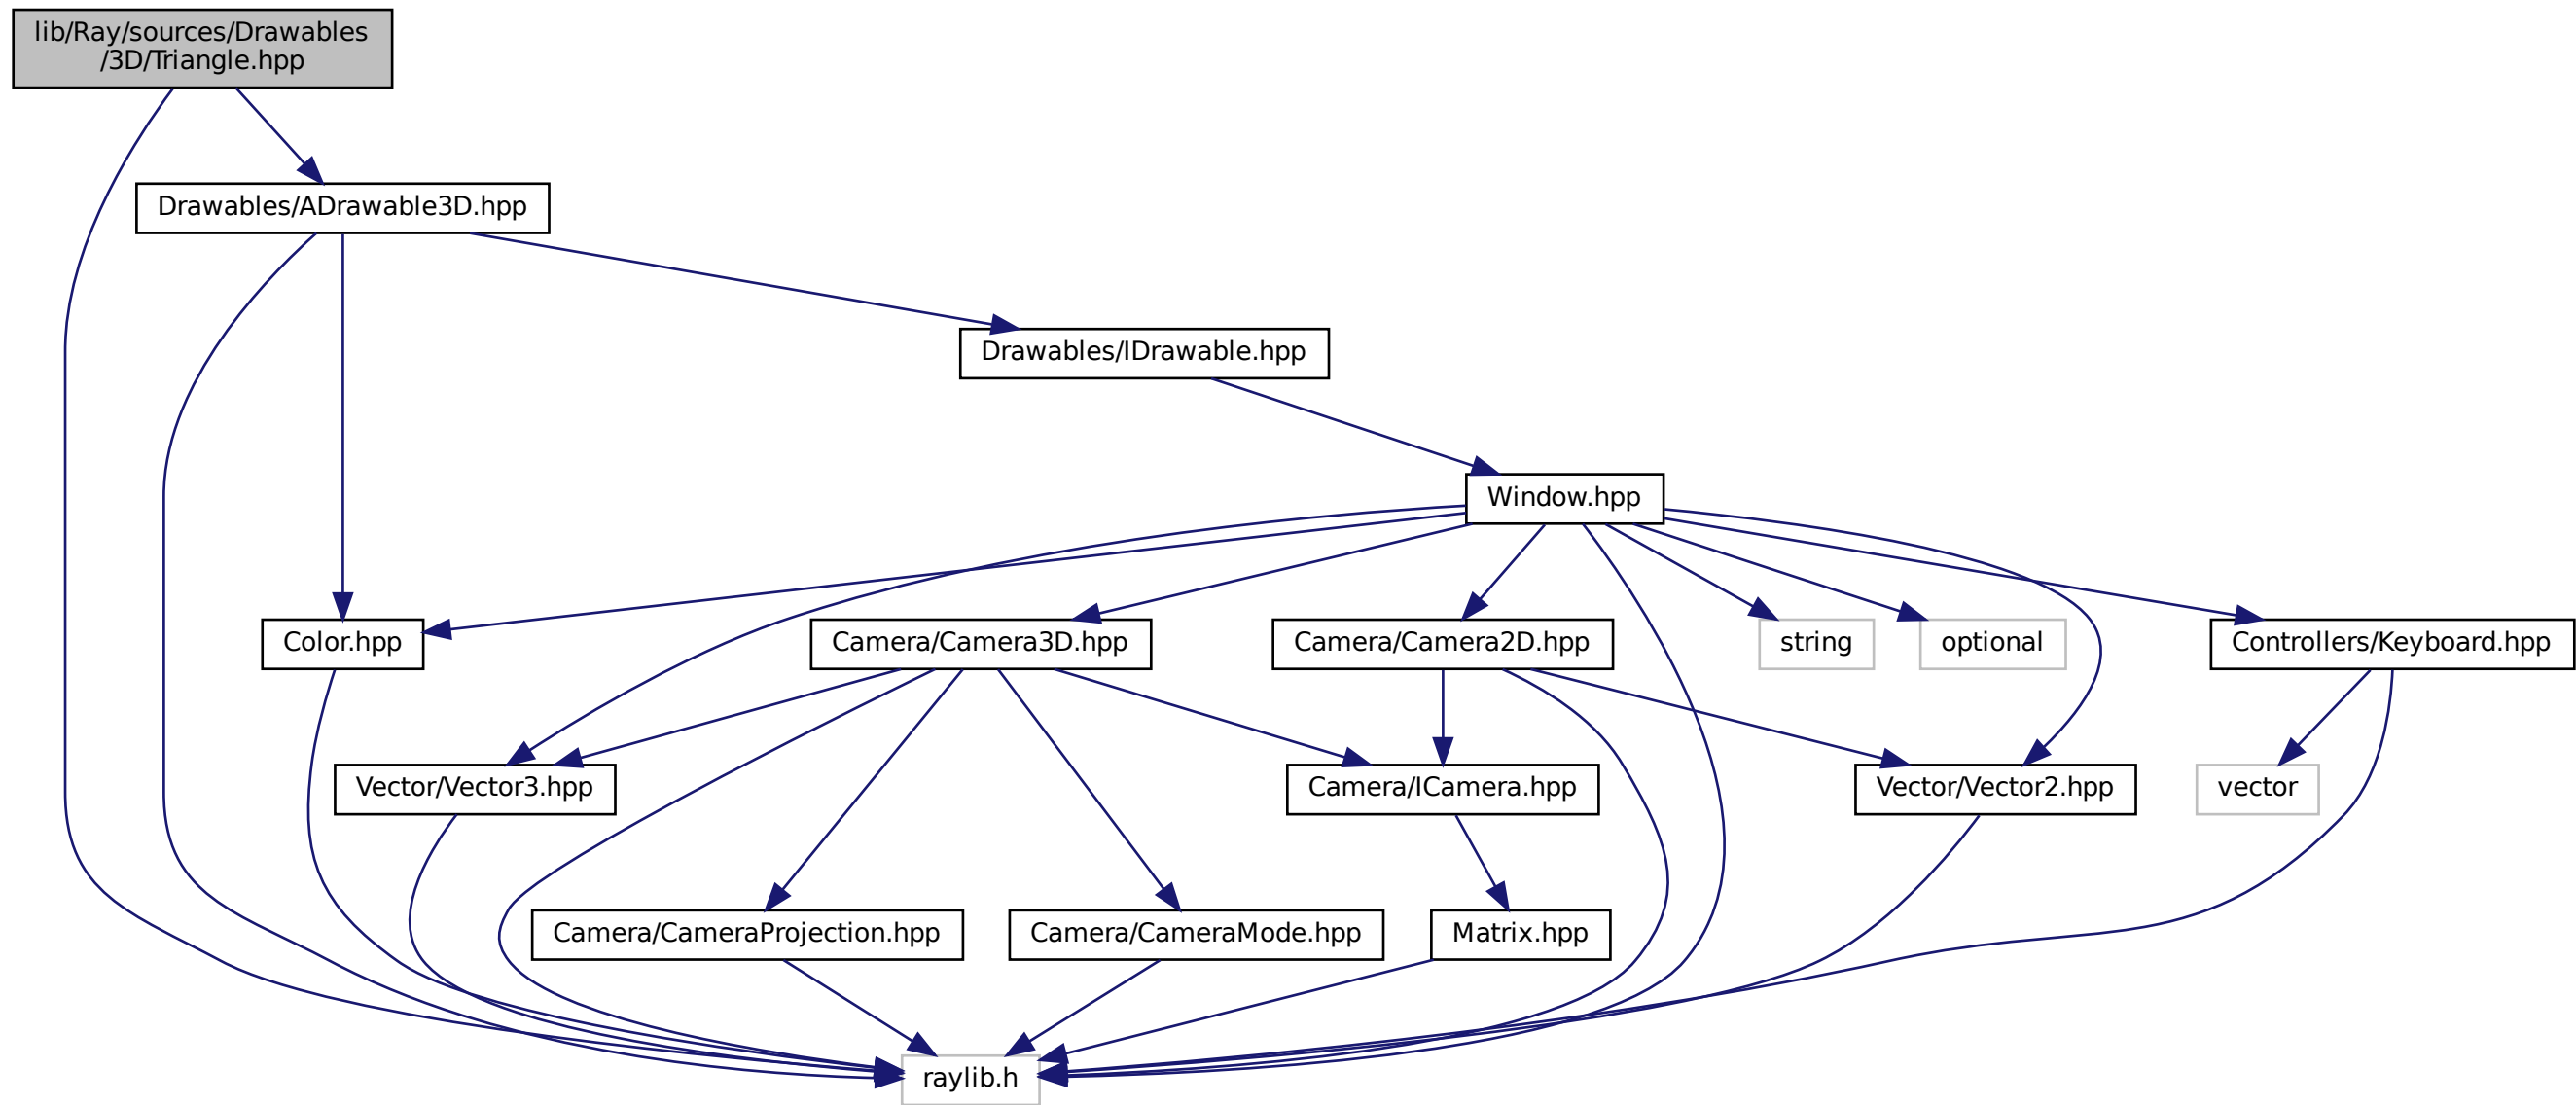 lib/Ray/sources/Drawables
/3D/Triangle.hpp
Drawables/ADrawable3D.hpp
Drawables/IDrawable.hpp
Window.hpp
Color.hpp
Camera/Camera3D.hpp
Camera/Camera2D.hpp
string
optional
Controllers/Keyboard.hpp
Vector/Vector3.hpp
Camera/ICamera.hpp
Vector/Vector2.hpp
vector
Camera/CameraProjection.hpp
Camera/CameraMode.hpp
Matrix.hpp
raylib.h